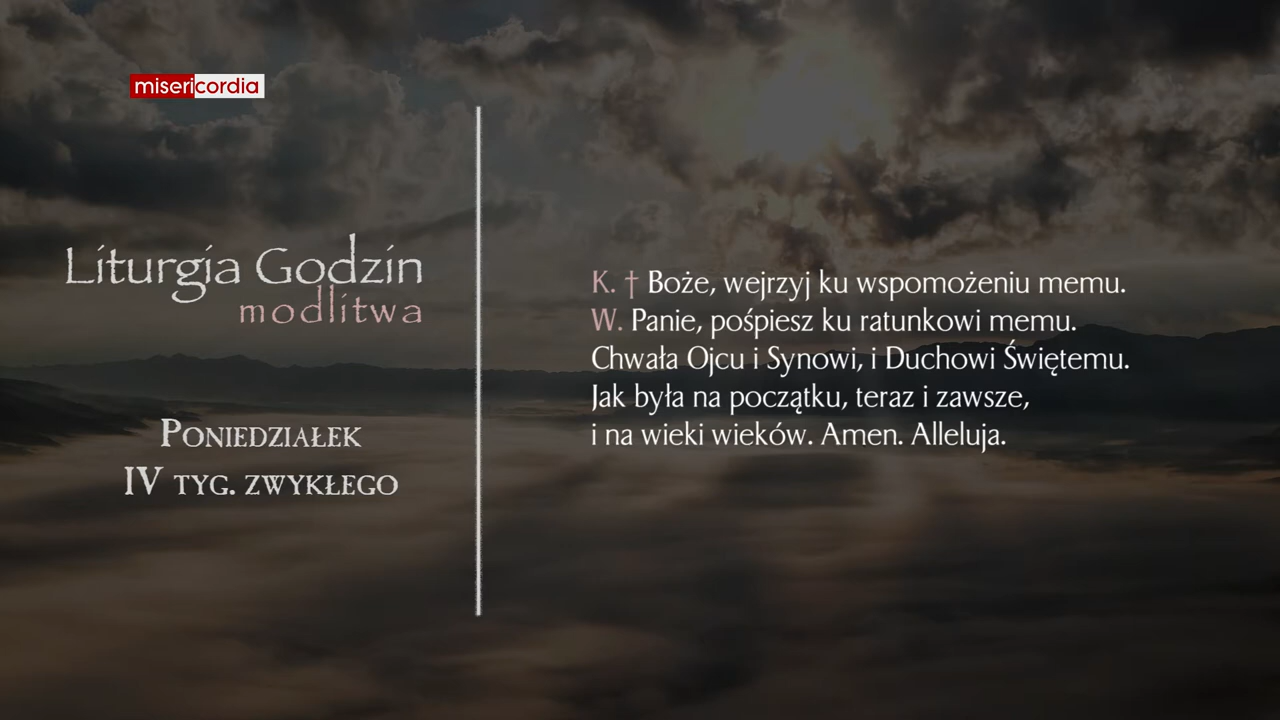 misericordia
Liturgia Godzin
modlitwa
Poniedziałek
IV tyg. zwykłego
K. † Boże, wejrzyj ku wspomożeniu memu.
W. Panie, pośpiesz ku ratunkowi memu.
Chwała Ojcu i Synowi, i Duchowi Świętemu.
Jak była na początku, teraz i zawsze,
i na wieki wieków. Amen. Alleluja.